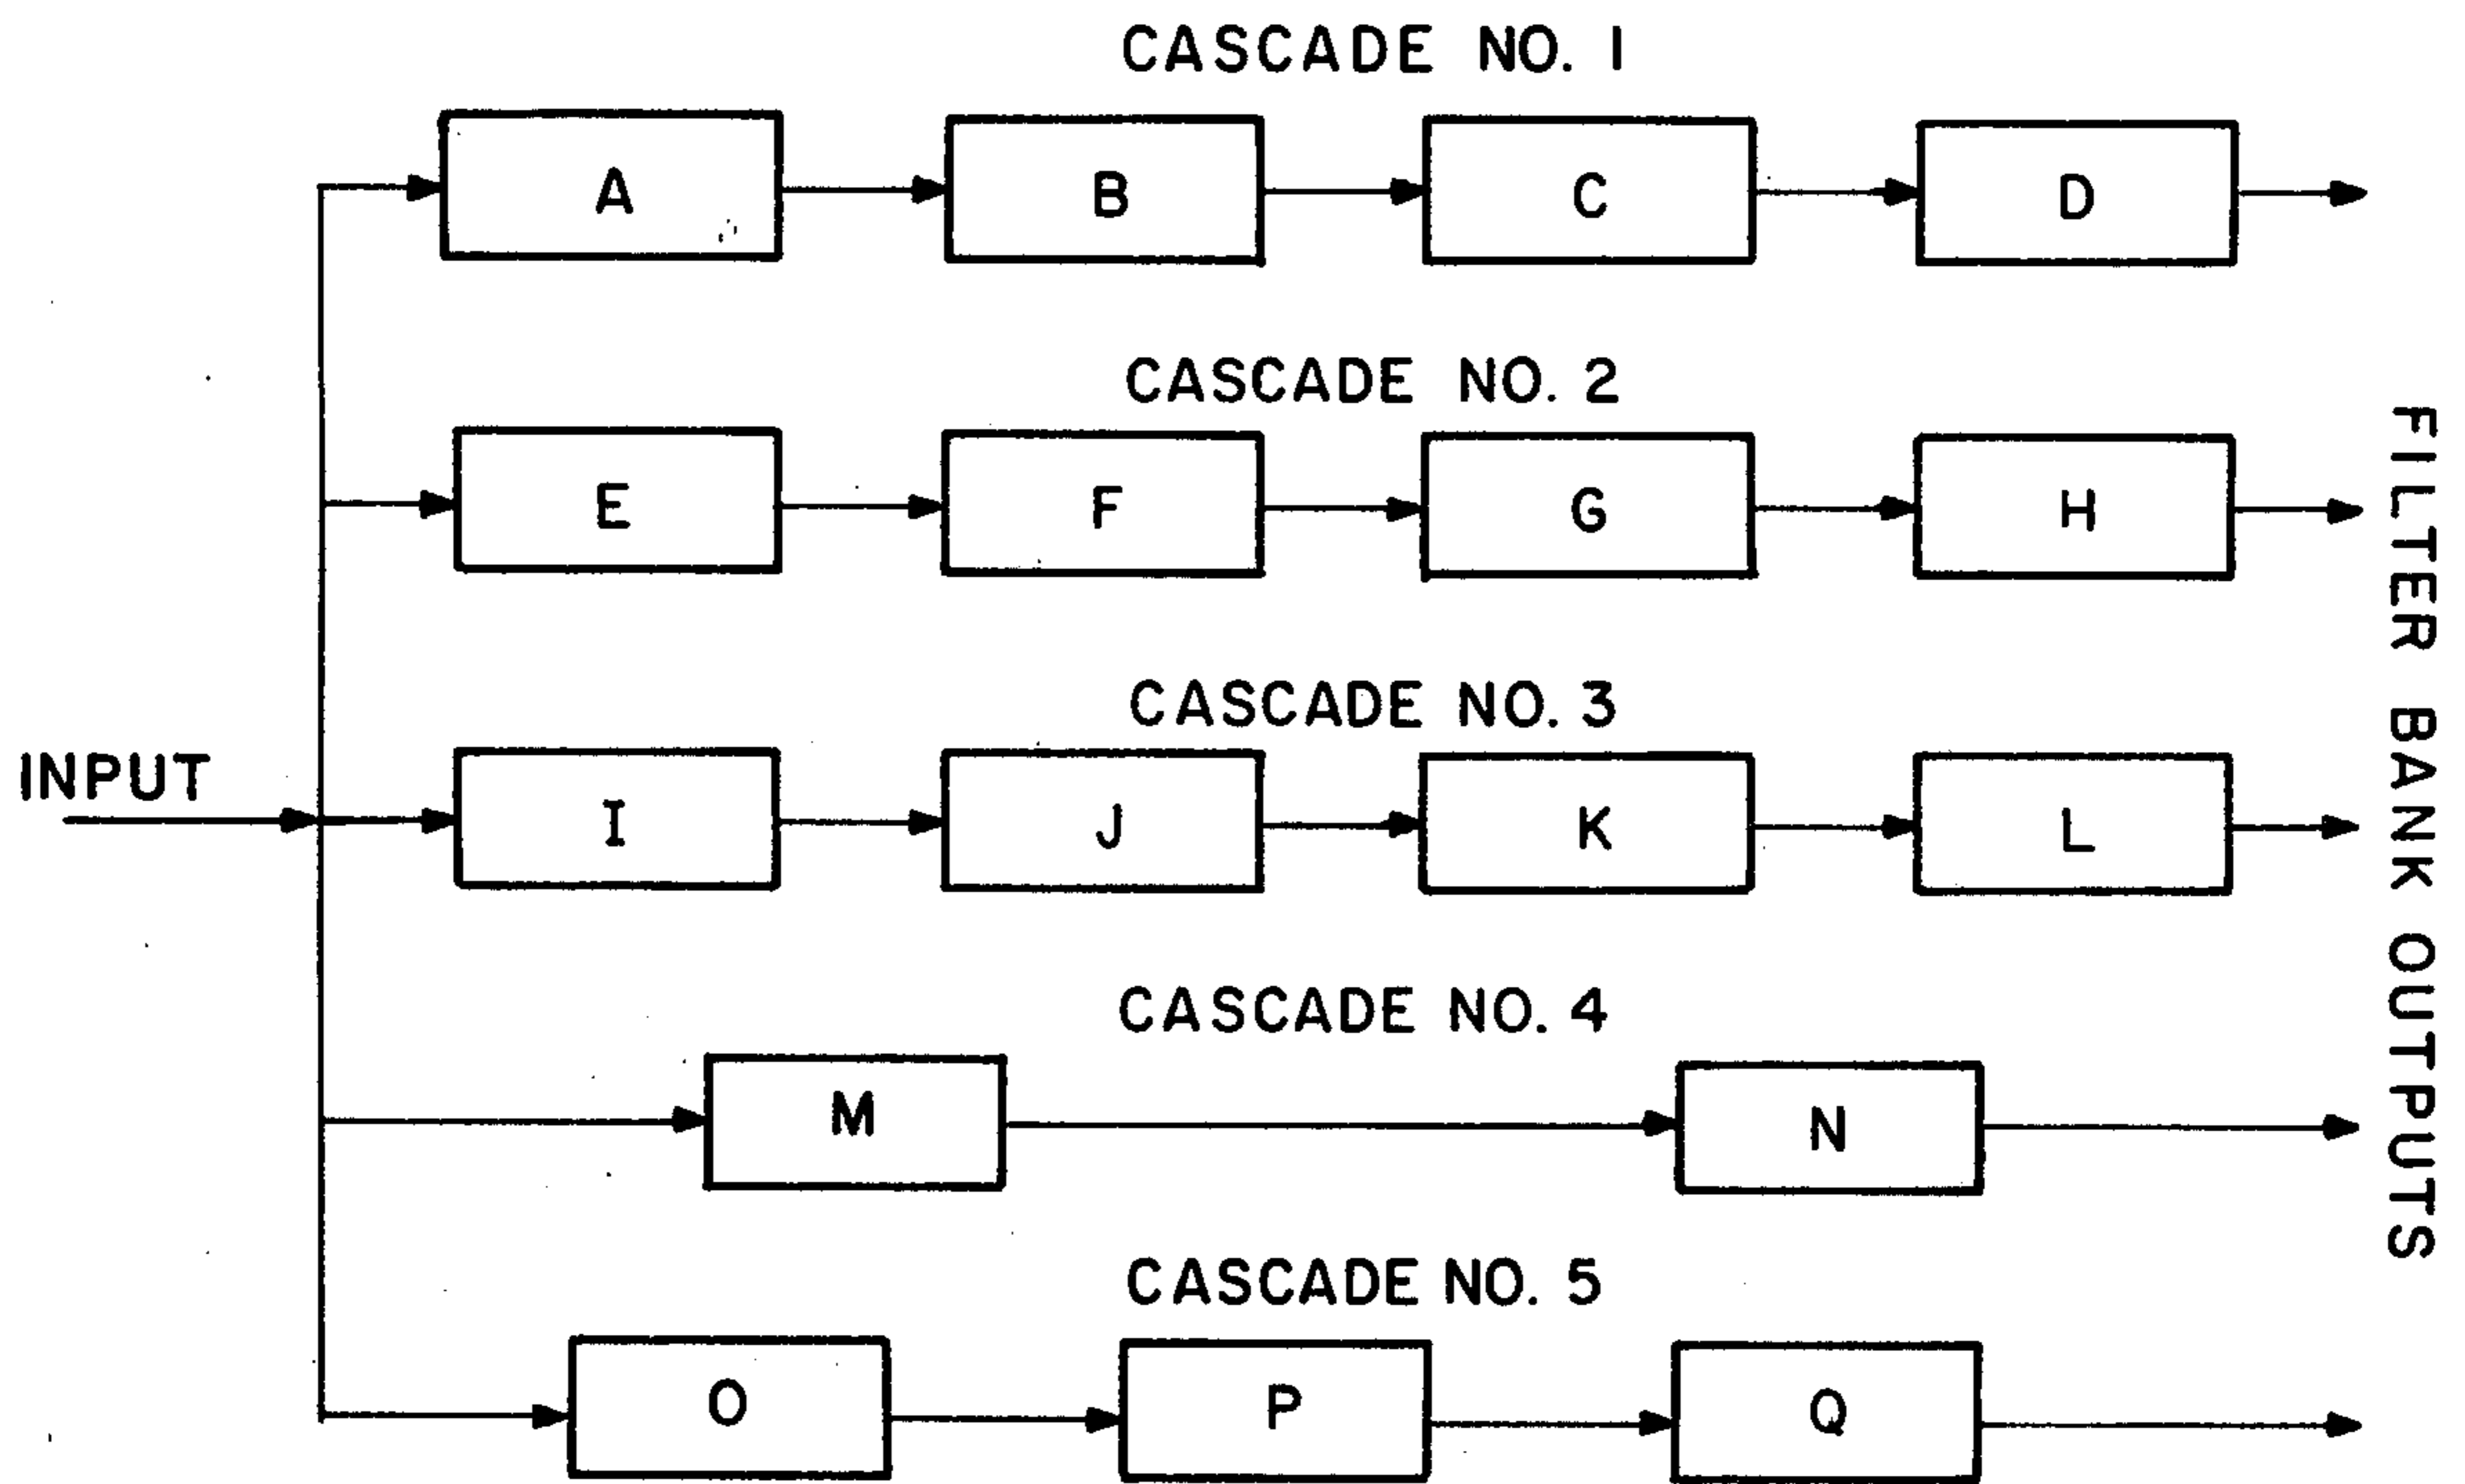 CASCADE NO. 1
A B C D
CASCADE NO. 2
E F G H
CASCADE NO. 3
INPUT
I J K L
CASCADE NO. 4
M N
CASCADE NO. 5
O P Q
FILTER BANK OUTPUTS